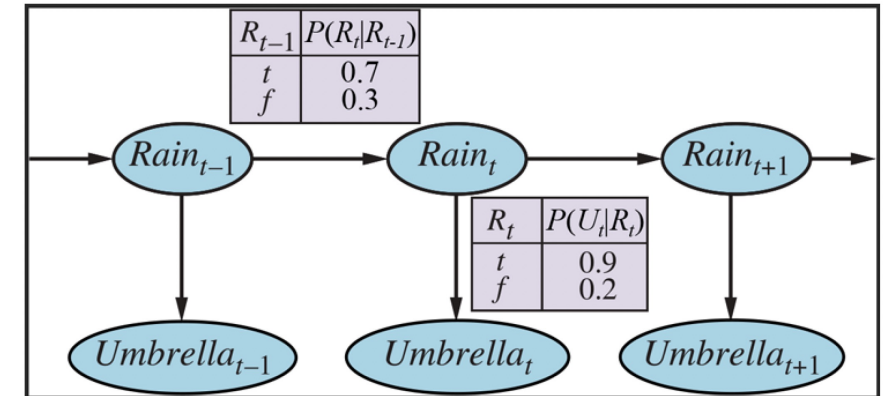 R_{t-1} P(R_t|R_{t-1})
t 0.7
f 0.3
Rain_{t-1} Rain_t Rain_{t+1}
R_t P(U_t|R_t)
t 0.9
f 0.2
Umbrella_{t-1} Umbrella_t Umbrella_{t+1}